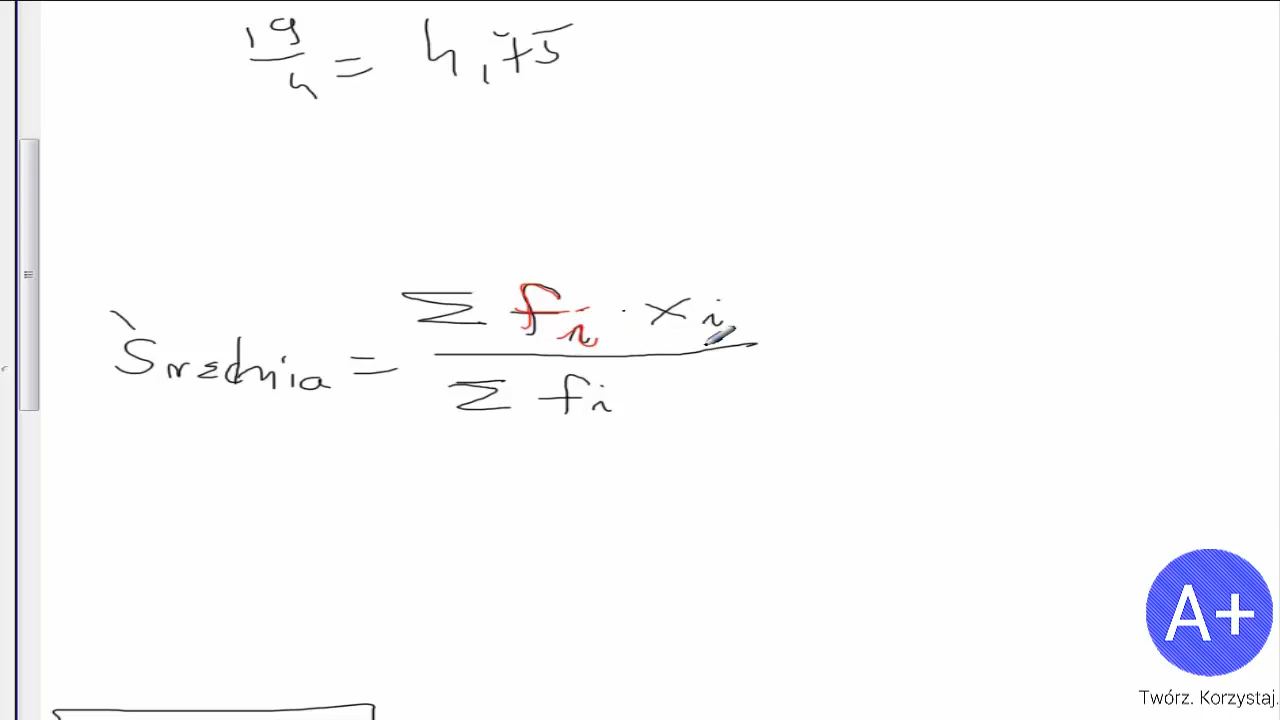 19/4 = 4,75
Średnia = Σ fi · xi / Σ fi
A+
Twórz. Korzystaj.